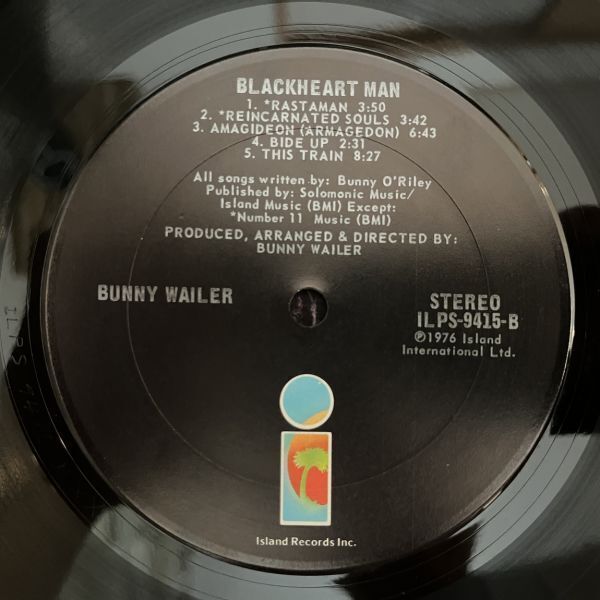 BLACKHEART MAN
1. *RASTAMAN 3:50
2. *REINCARNATED SOULS 3:42
3. AMAGIDEON (ARMAGEDON) 6:43
4. BIDE UP 2:31
5. THIS TRAIN 8:27
All songs written by: Bunny O'Riley
Published by: Solomonic Music/
Island Music (BMI) Except:
*Number 11 Music (BMI)
PRODUCED, ARRANGED & DIRECTED BY:
BUNNY WAILER
BUNNY WAILER
STEREO
ILPS-9415-B
℗1976 Island
International Ltd.
Island Records Inc.
ILPS